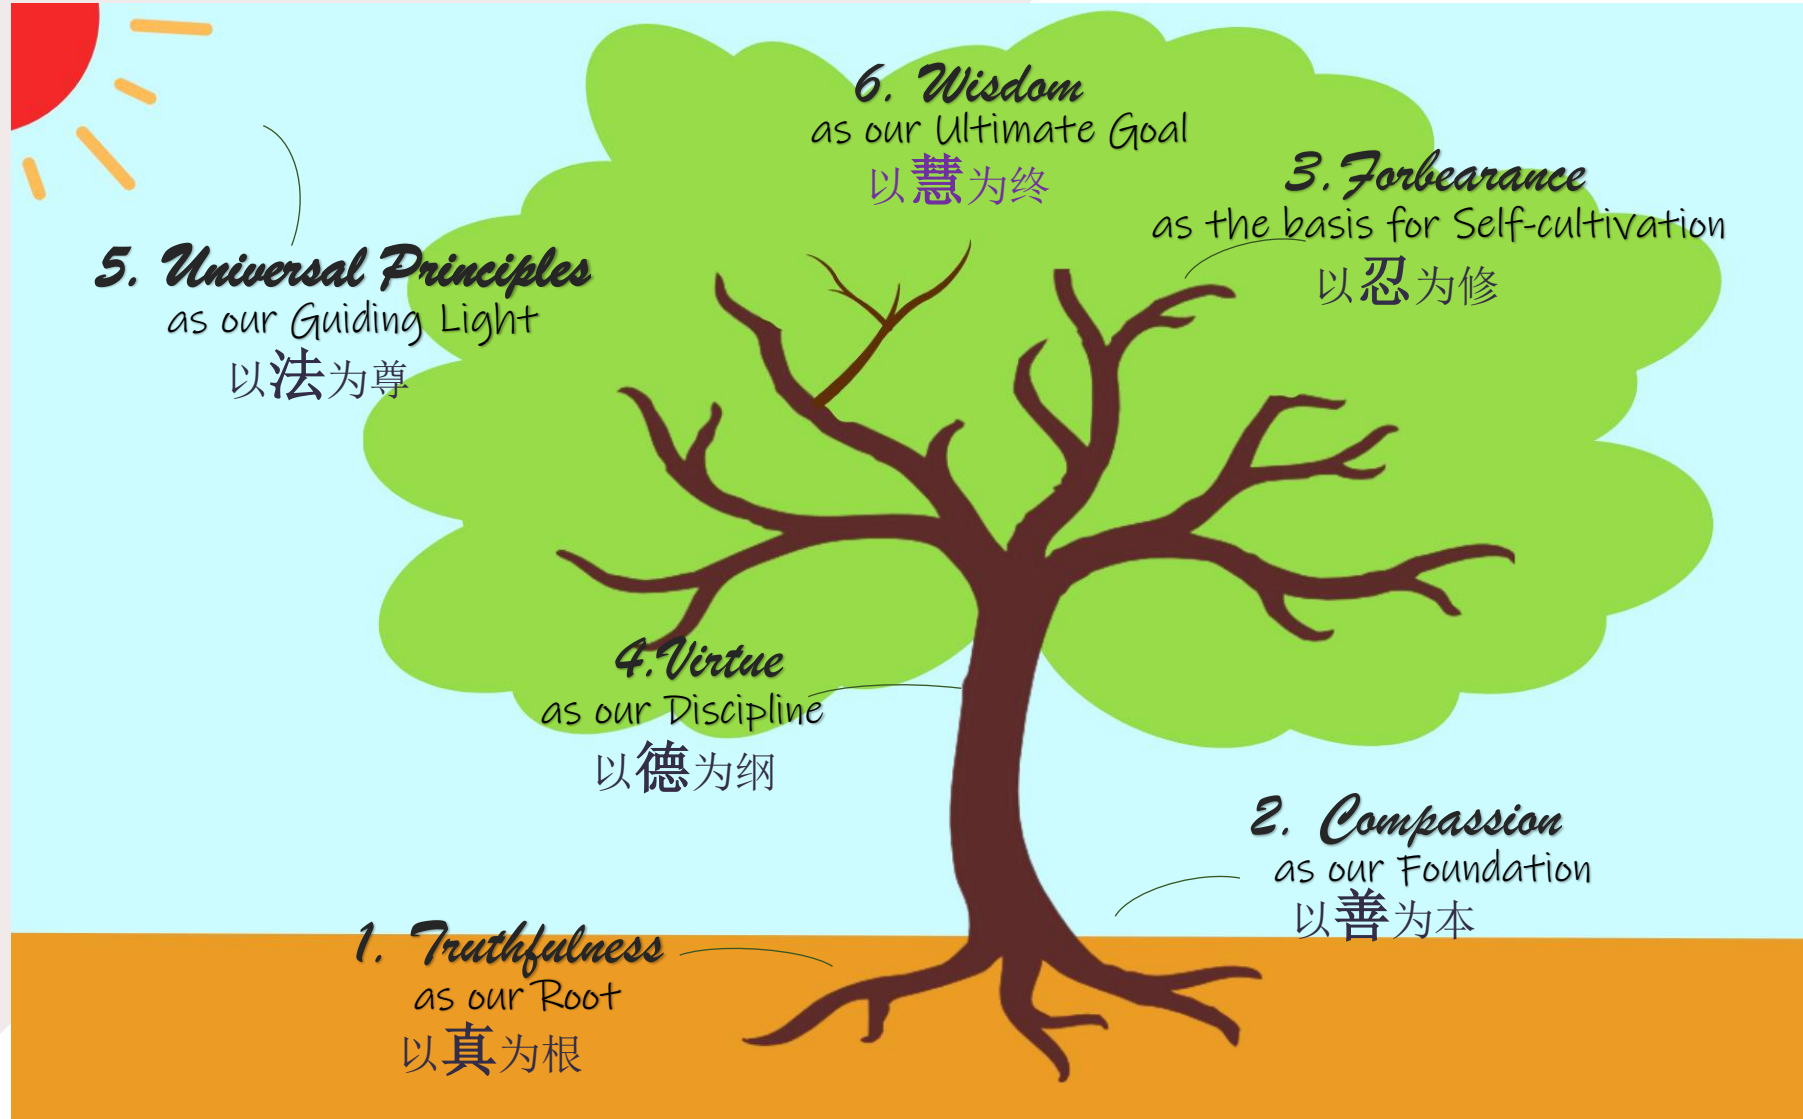 6. Wisdom
as our Ultimate Goal
以慧为终
3.Forbearance
as the basis for Self-cultivation
以忍为修
5. Universal Principles
as our Guiding Light
以法为尊
4.Virtue
as our Discipline
以德为纲
2. Compassion
as our Foundation
以善为本
1. Truthfulness
as our Root
以真为根